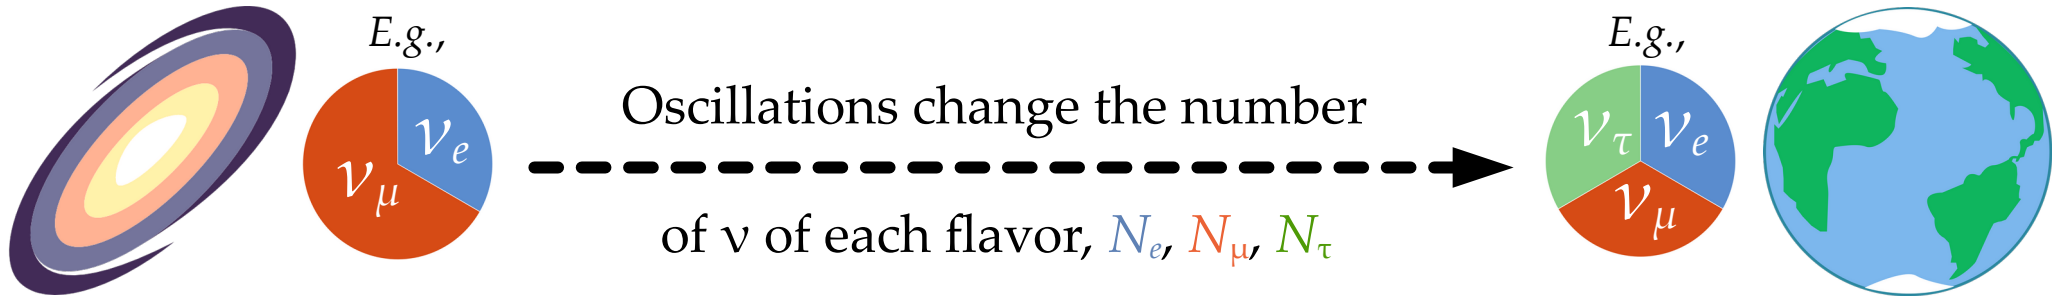 E.g.,
ν_e
ν_μ
Oscillations change the number
of ν of each flavor, N_e, N_μ, N_τ
E.g.,
ν_τ ν_e
ν_μ